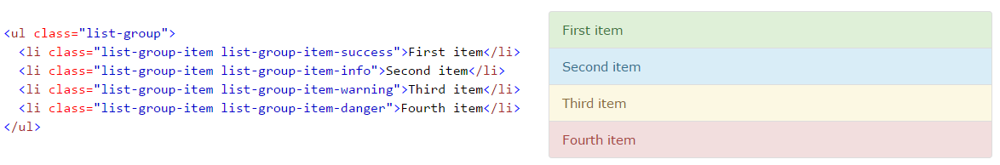 <ul class="list-group">
  <li class="list-group-item list-group-item-success">First item</li>
  <li class="list-group-item list-group-item-info">Second item</li>
  <li class="list-group-item list-group-item-warning">Third item</li>
  <li class="list-group-item list-group-item-danger">Fourth item</li>
</ul>
First item
Second item
Third item
Fourth item